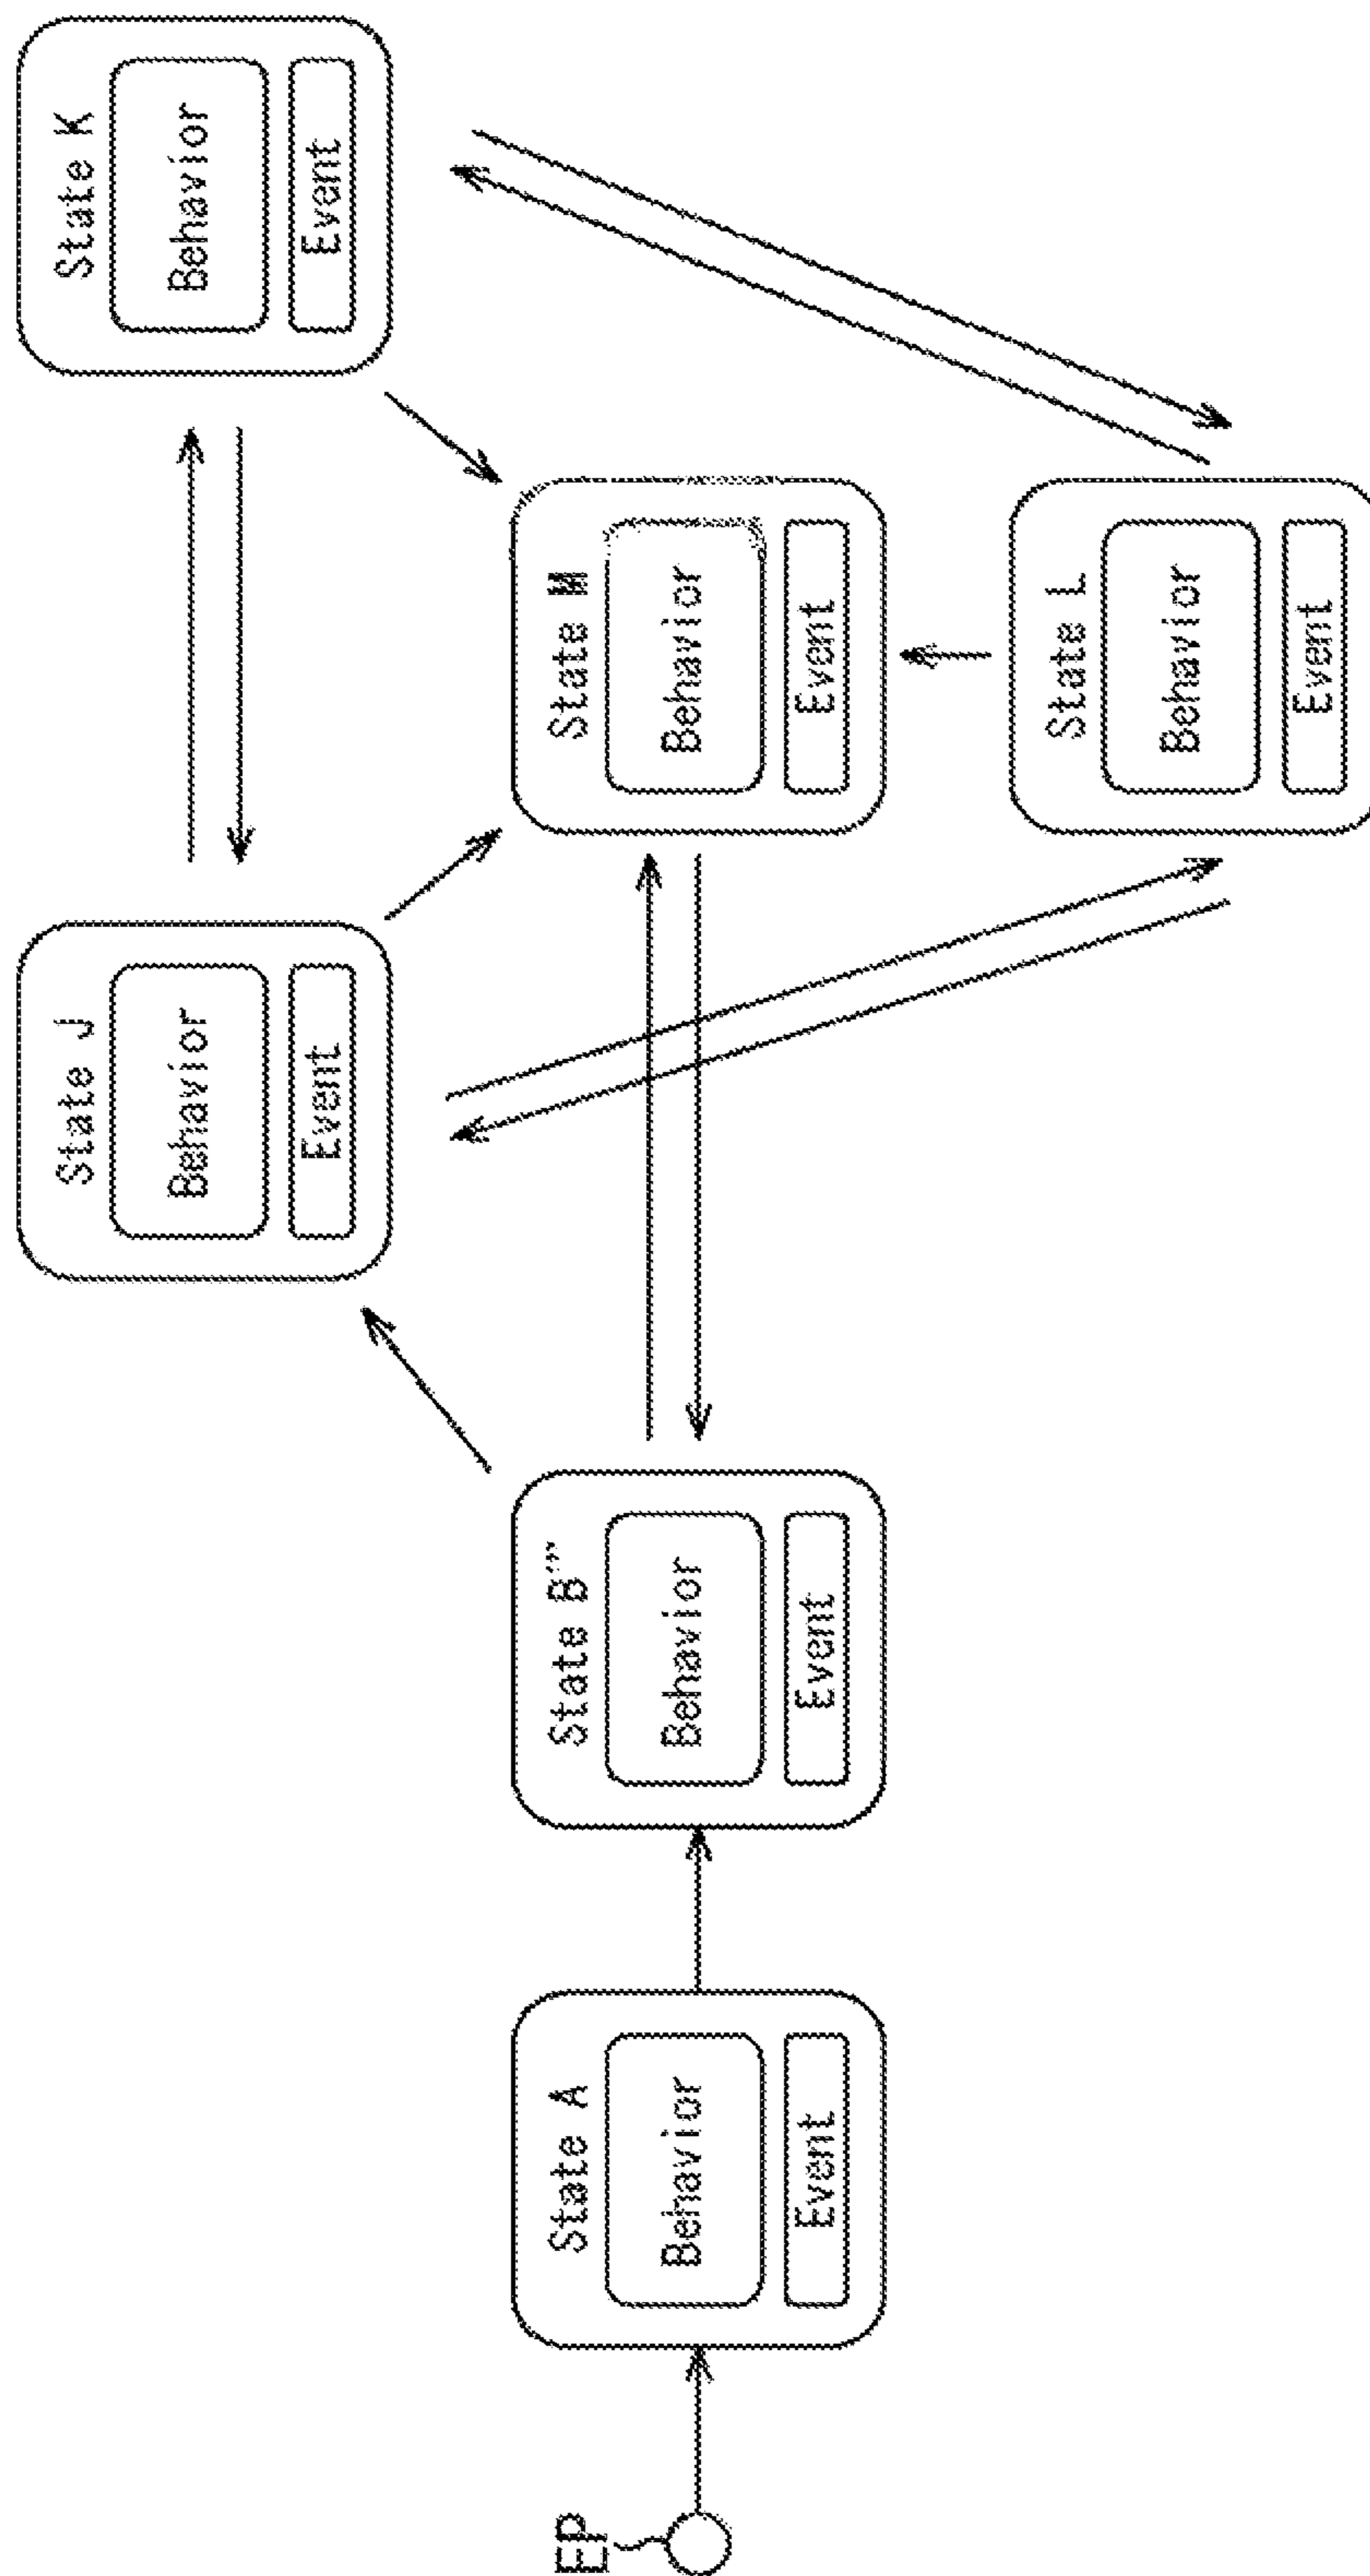 State J
Behavior
Event
State K
Behavior
Event
EP
State A
Behavior
Event
State B'''
Behavior
Event
State M
Behavior
Event
State L
Behavior
Event